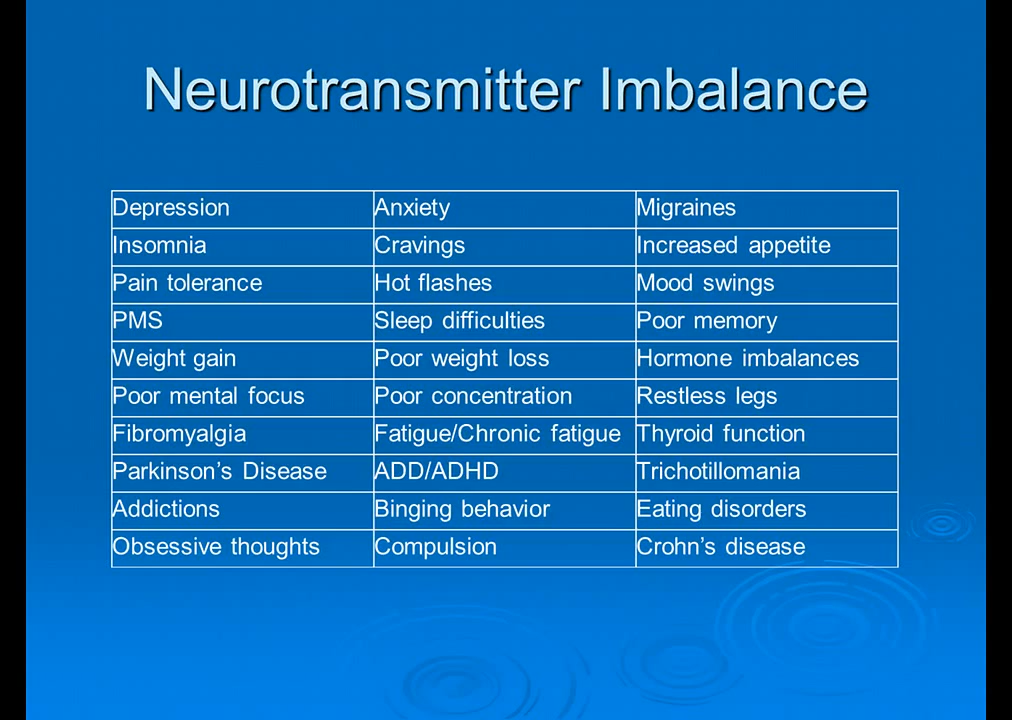 Neurotransmitter Imbalance
Depression Anxiety Migraines
Insomnia Cravings Increased appetite
Pain tolerance Hot flashes Mood swings
PMS Sleep difficulties Poor memory
Weight gain Poor weight loss Hormone imbalances
Poor mental focus Poor concentration Restless legs
Fibromyalgia Fatigue/Chronic fatigue Thyroid function
Parkinson’s Disease ADD/ADHD Trichotillomania
Addictions Binging behavior Eating disorders
Obsessive thoughts Compulsion Crohn’s disease